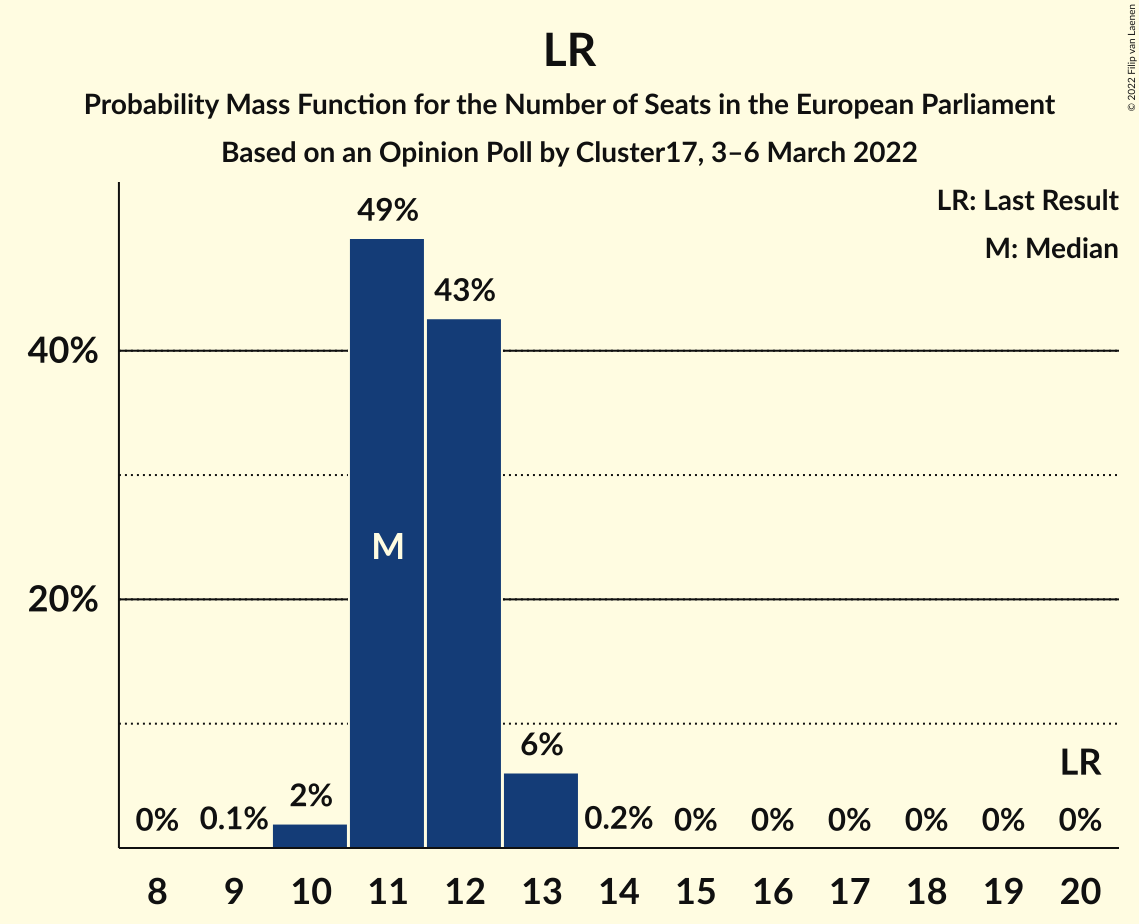 LR
Probability Mass Function for the Number of Seats in the European Parliament
Based on an Opinion Poll by Cluster17, 3–6 March 2022
© 2022 Filip van Laenen
LR: Last Result
M: Median
49%
43%
40%
M
20%
6%
LR
2%
0% 0.1% 0.2% 0% 0% 0% 0% 0% 0%
8 9 10 11 12 13 14 15 16 17 18 19 20